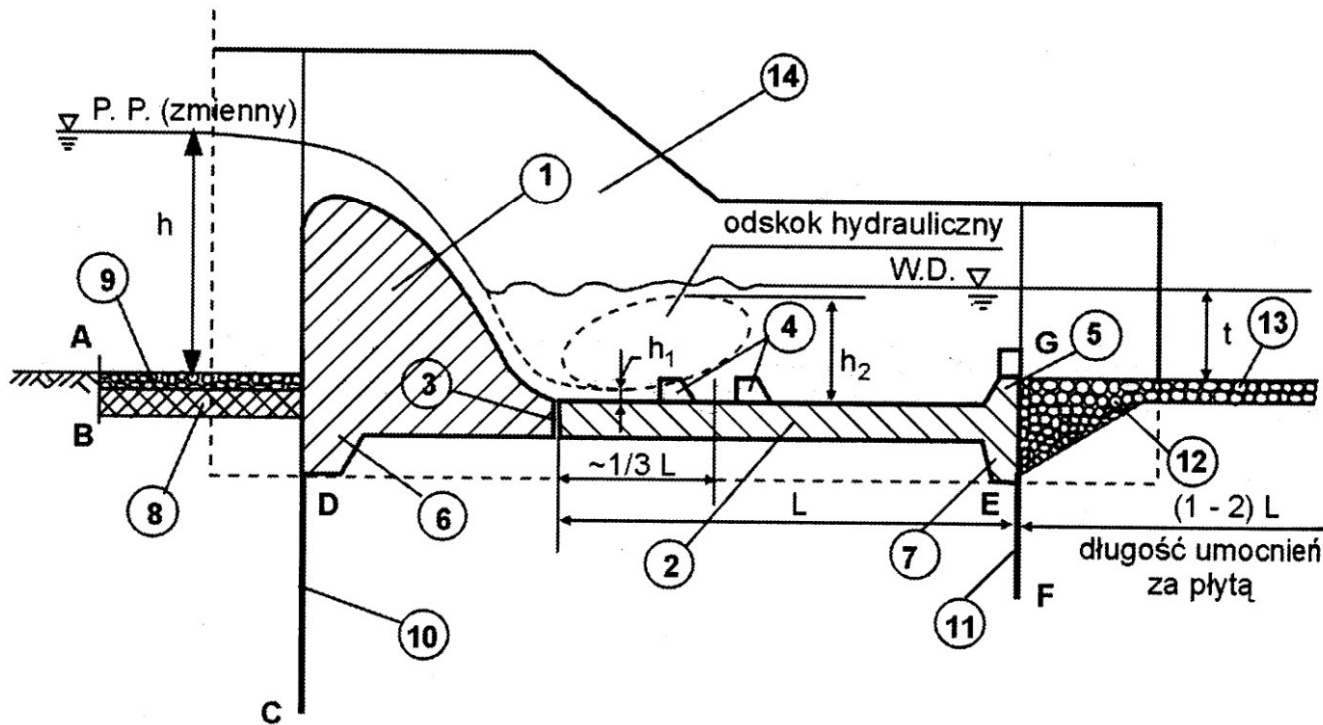 14
P. P. (zmienny)
1
h
odskok hydrauliczny
W.D.
9
4
5
13
A
G
t
h₁
h₂
3
B
12
~1/3 L
D
L
E
(1 - 2) L
8
6
2
7
długość umocnień
za płytą
F
10
11
C